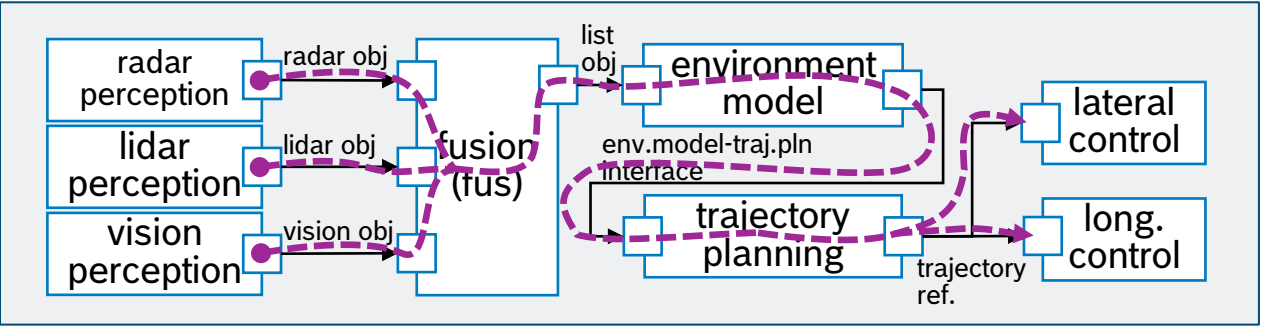 radar
perception
radar obj
lidar
perception
lidar obj
vision
perception
vision obj
fusion
(fus)
list
obj
environment
model
env.model-traj.pln
interface
trajectory
planning
trajectory
ref.
lateral
control
long.
control